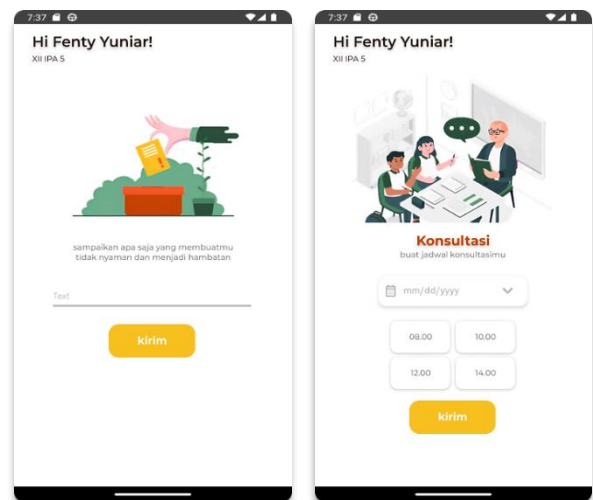 7:37
Hi Fenty Yuniar!
XII IPA 5
sampaikan apa saja yang membuatmu
tidak nyaman dan menjadi hambatan
Text
kirim
7:37
Hi Fenty Yuniar!
XII IPA 5
Konsultasi
buat jadwal konsultasimu
mm/dd/yyyy
08.00 10.00
12.00 14.00
kirim